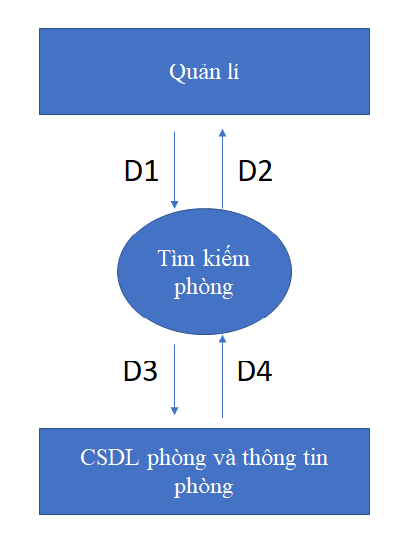 Quản lí
D1 D2
Tìm kiếm
phòng
D3 D4
CSDL phòng và thông tin
phòng